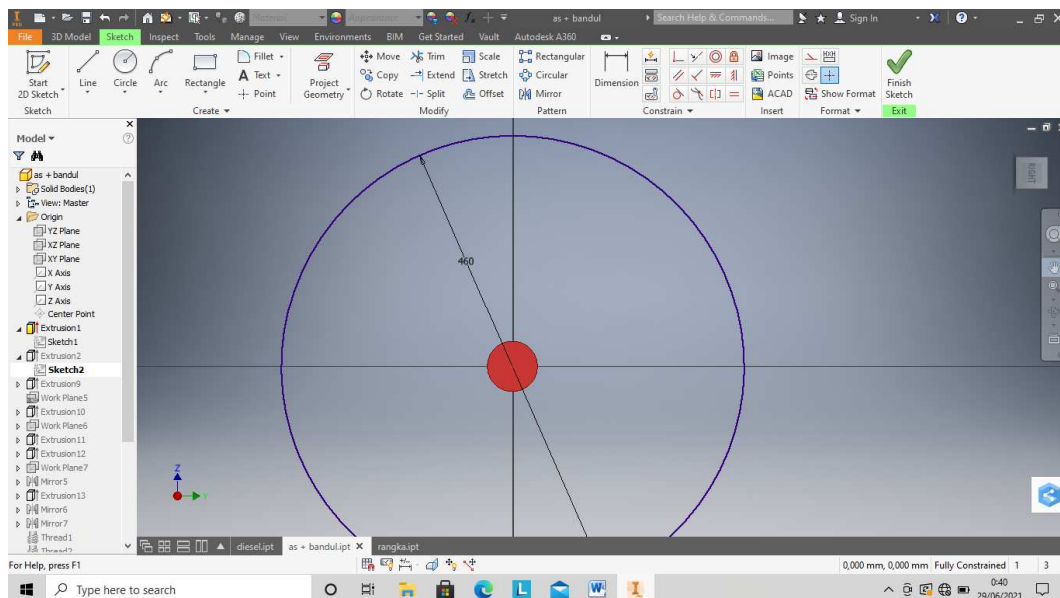 as + bandul Search Help & Commands... Sign In
File 3D Model Sketch Inspect Tools Manage View Environments BIM Get Started Vault Autodesk A360
Start 2D Sketch Line Circle Arc Rectangle Fillet Text Point Project Geometry Move Copy Rotate Trim Extend Split Scale Stretch Offset Rectangular Circular Mirror Dimension Image Points ACAD Show Format Finish Sketch
Sketch Create Modify Pattern Constrain Insert Format Exit
Model
as + bandul
Solid Bodies(1)
View: Master
Origin
YZ Plane
XZ Plane
XY Plane
X Axis
Y Axis
Z Axis
Center Point
Extrusion1
Sketch1
Extrusion2
Sketch2
Extrusion9
Work Plane5
Extrusion10
Work Plane6
Extrusion11
Extrusion12
Work Plane7
Mirror5
Extrusion13
Mirror6
Mirror7
Thread1
Thread2
460
RIGHT
Z
Y
diesel.ipt as + bandul.ipt rangka.ipt
For Help, press F1 0,000 mm, 0,000 mm Fully Constrained 1 3
Type here to search 0:40
29/06/2021